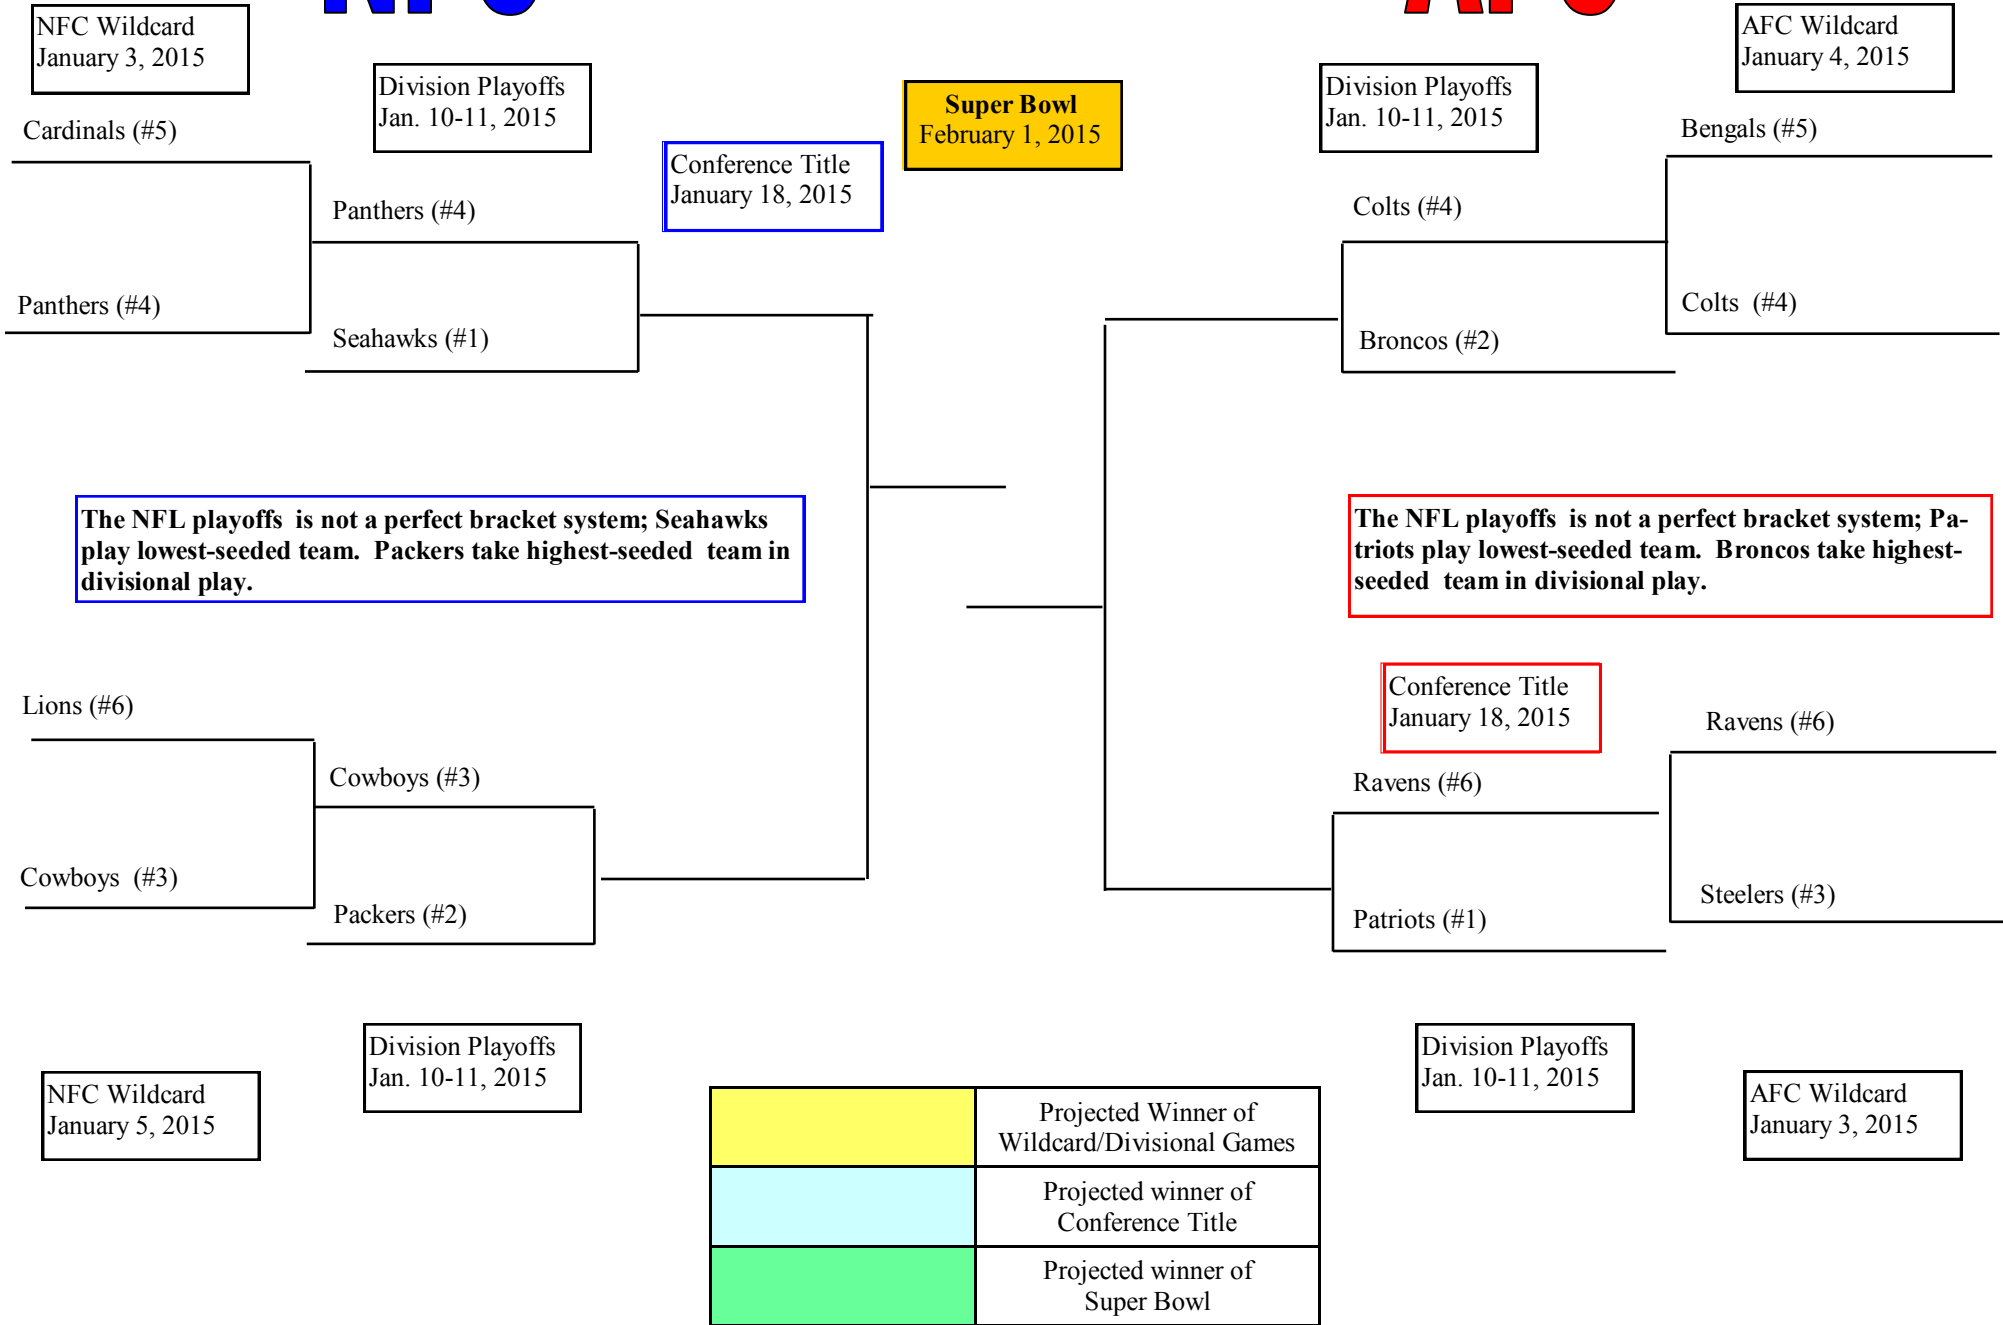 NFC
AFC
NFC Wildcard
January 3, 2015
Division Playoffs
Jan. 10-11, 2015
Super Bowl
February 1, 2015
Division Playoffs
Jan. 10-11, 2015
AFC Wildcard
January 4, 2015
Cardinals (#5)
Conference Title
January 18, 2015
Bengals (#5)
Panthers (#4)
Colts (#4)
Panthers (#4)
Seahawks (#1)
Broncos (#2)
Colts (#4)
The NFL playoffs is not a perfect bracket system; Seahawks
play lowest-seeded team. Packers take highest-seeded team in
divisional play.
The NFL playoffs is not a perfect bracket system; Pa-
triots play lowest-seeded team. Broncos take highest-
seeded team in divisional play.
Lions (#6)
Conference Title
January 18, 2015
Ravens (#6)
Cowboys (#3)
Ravens (#6)
Cowboys (#3)
Packers (#2)
Patriots (#1)
Steelers (#3)
Division Playoffs
Jan. 10-11, 2015
Division Playoffs
Jan. 10-11, 2015
NFC Wildcard
January 5, 2015
AFC Wildcard
January 3, 2015
Projected Winner of
Wildcard/Divisional Games
Projected winner of
Conference Title
Projected winner of
Super Bowl